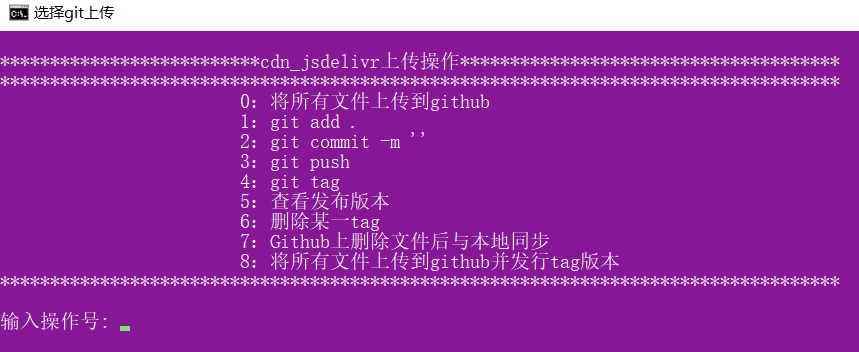 选择git上传
**************************cdn_jsdelivr上传操作**************************************
************************************************************************************
0: 将所有文件上传到github
1: git add .
2: git commit -m ''
3: git push
4: git tag
5: 查看发布版本
6: 删除某一tag
7: Github上删除文件后与本地同步
8: 将所有文件上传到github并发行tag版本
************************************************************************************
输入操作号: